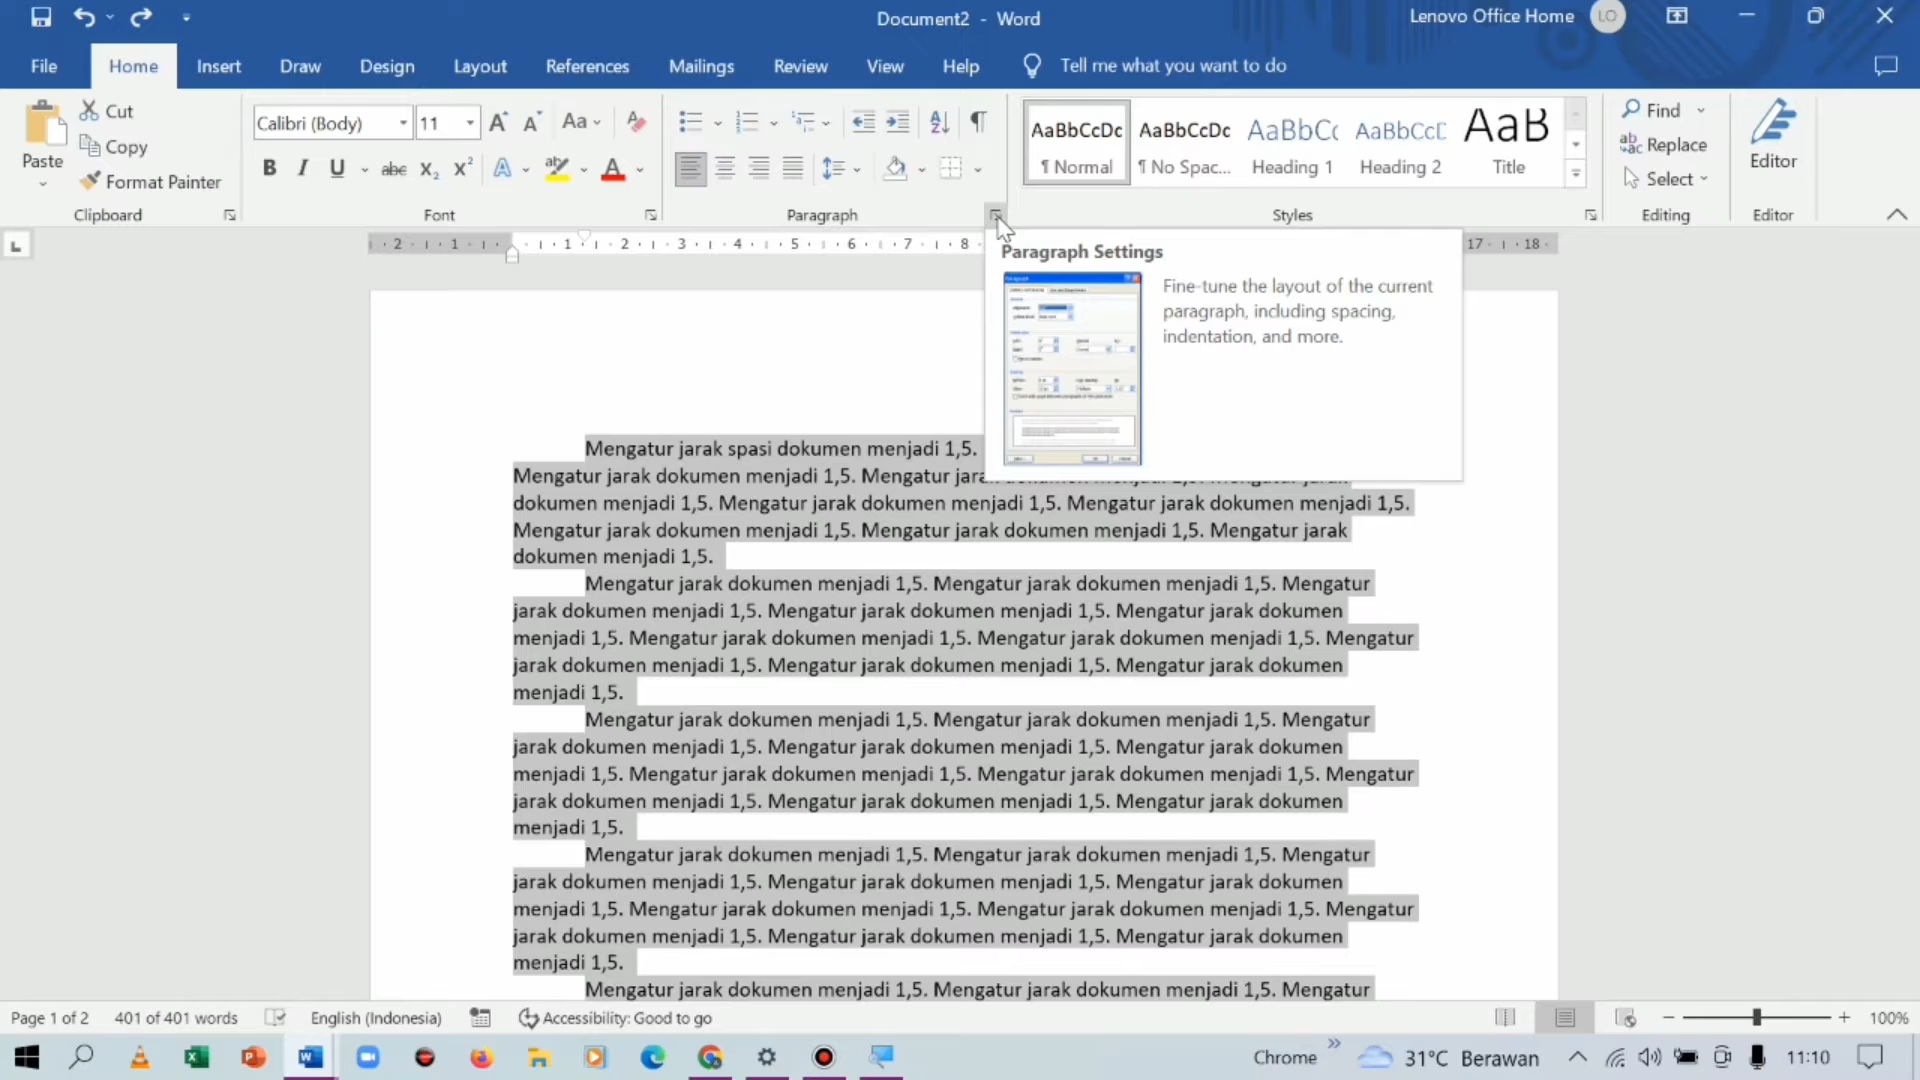 Document2 - Word
Lenovo Office Home LO
File Home Insert Draw Design Layout References Mailings Review View Help Tell me what you want to do
Paste
Cut
Copy
Format Painter
Clipboard
Calibri (Body) 11
Font
Paragraph
AaBbCcDc AaBbCcDc AaBbCc AaBbCcC AaB
¶ Normal ¶ No Spac... Heading 1 Heading 2 Title
Styles
Find
Replace
Select
Editing
Editor
Editor
2 1 1 2 3 4 5 6 7 8 17 18
Paragraph Settings
Fine-tune the layout of the current
paragraph, including spacing,
indentation, and more.
Mengatur jarak spasi dokumen menjadi 1,5.
Mengatur jarak dokumen menjadi 1,5. Mengatur
dokumen menjadi 1,5. Mengatur jarak dokumen menjadi 1,5. Mengatur jarak dokumen menjadi 1,5.
Mengatur jarak dokumen menjadi 1,5. Mengatur jarak dokumen menjadi 1,5. Mengatur jarak
dokumen menjadi 1,5.
Mengatur jarak dokumen menjadi 1,5. Mengatur jarak dokumen menjadi 1,5. Mengatur
jarak dokumen menjadi 1,5. Mengatur jarak dokumen menjadi 1,5. Mengatur jarak dokumen
menjadi 1,5. Mengatur jarak dokumen menjadi 1,5. Mengatur jarak dokumen menjadi 1,5. Mengatur
jarak dokumen menjadi 1,5. Mengatur jarak dokumen menjadi 1,5. Mengatur jarak dokumen
menjadi 1,5.
Mengatur jarak dokumen menjadi 1,5. Mengatur jarak dokumen menjadi 1,5. Mengatur
jarak dokumen menjadi 1,5. Mengatur jarak dokumen menjadi 1,5. Mengatur jarak dokumen
menjadi 1,5. Mengatur jarak dokumen menjadi 1,5. Mengatur jarak dokumen menjadi 1,5. Mengatur
jarak dokumen menjadi 1,5. Mengatur jarak dokumen menjadi 1,5. Mengatur jarak dokumen
menjadi 1,5.
Mengatur jarak dokumen menjadi 1,5. Mengatur jarak dokumen menjadi 1,5. Mengatur
jarak dokumen menjadi 1,5. Mengatur jarak dokumen menjadi 1,5. Mengatur jarak dokumen
menjadi 1,5. Mengatur jarak dokumen menjadi 1,5. Mengatur jarak dokumen menjadi 1,5. Mengatur
jarak dokumen menjadi 1,5. Mengatur jarak dokumen menjadi 1,5. Mengatur jarak dokumen
menjadi 1,5.
Mengatur jarak dokumen menjadi 1,5. Mengatur jarak dokumen menjadi 1,5. Mengatur
Page 1 of 2 401 of 401 words English (Indonesia) Accessibility: Good to go 100%
Chrome 31°C Berawan 11:10